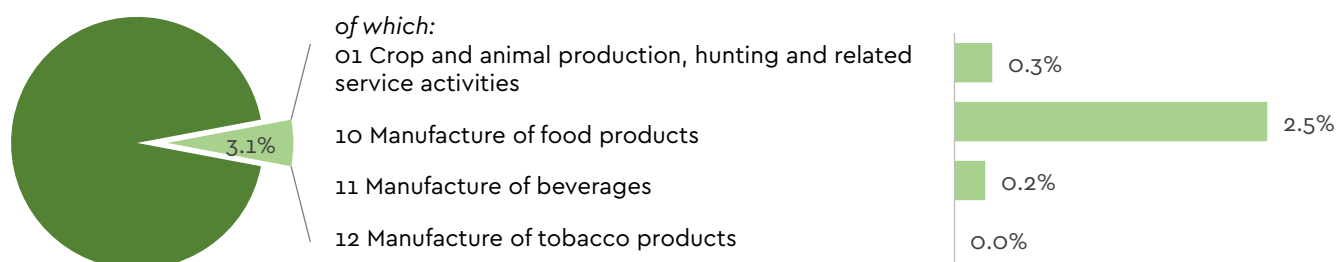 of which:
01 Crop and animal production, hunting and related
service activities
0.3%
10 Manufacture of food products
2.5%
3.1%
11 Manufacture of beverages
0.2%
12 Manufacture of tobacco products
0.0%